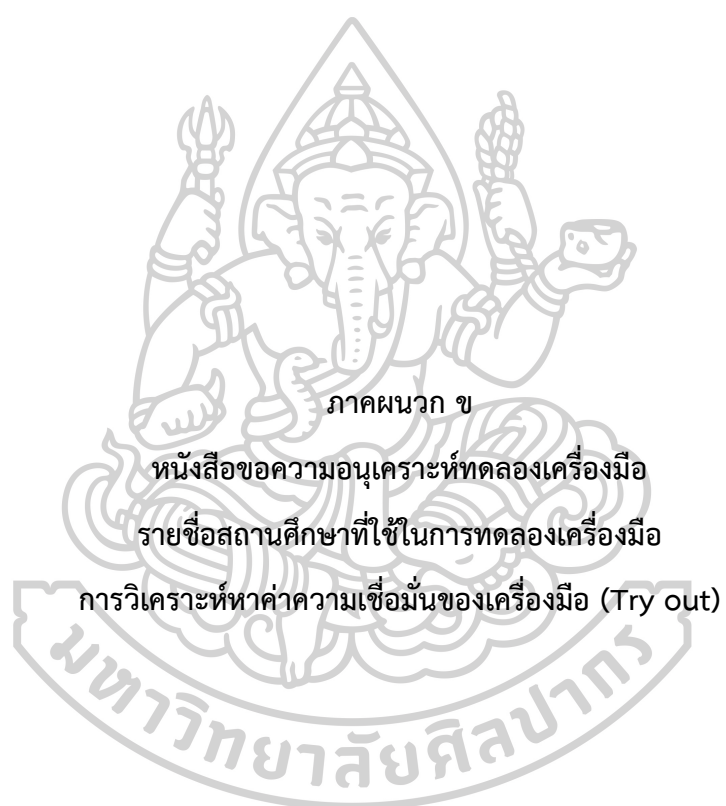 ภาคผนวก ข
หนังสือขอความอนุเคราะห์ทดลองเครื่องมือ
รายชื่อสถานศึกษาที่ใช้ในการทดลองเครื่องมือ
การวิเคราะห์หาค่าความเชื่อมั่นของเครื่องมือ (Try out)
มหาวิทยาลัยศิลปากร